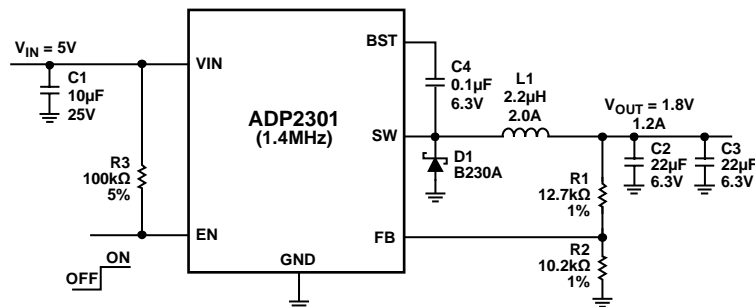 V_IN = 5V
C1
10µF
25V
R3
100kΩ
5%
OFF
ON
VIN
EN
ADP2301
(1.4MHz)
GND
BST
SW
FB
C4
0.1µF
6.3V
L1
2.2µH
2.0A
D1
B230A
V_OUT = 1.8V
1.2A
R1
12.7kΩ
1%
R2
10.2kΩ
1%
C2
22µF
6.3V
C3
22µF
6.3V